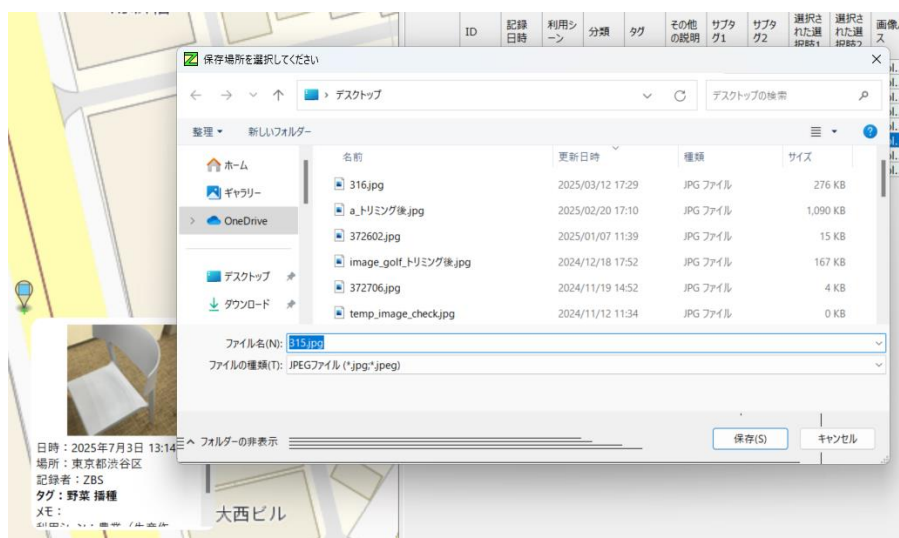 ID
記録
日時
利用シ
ーン
分類
タグ
その他
の説明
サブタ
グ1
サブタ
グ2
選択さ
れた選
択肢1
選択さ
れた選
択肢2
画像パ
ス
保存場所を選択してください
デスクトップ
デスクトップの検索
整理
新しいフォルダー
ホーム
ギャラリー
OneDrive
デスクトップ
ダウンロード
名前 更新日時 種類 サイズ
316.jpg 2025/03/12 17:29 JPG ファイル 276 KB
a_トリミング後.jpg 2025/02/20 17:10 JPG ファイル 1,090 KB
372602.jpg 2025/01/07 11:39 JPG ファイル 15 KB
image_golf_トリミング後.jpg 2024/12/18 17:52 JPG ファイル 167 KB
372706.jpg 2024/11/19 14:52 JPG ファイル 4 KB
temp_image_check.jpg 2024/11/12 11:34 JPG ファイル 0 KB
ファイル名(N): 315.jpg
ファイルの種類(T): JPEGファイル (*.jpg;*.jpeg)
フォルダーの非表示
保存(S)
キャンセル
日時：2025年7月3日 13:14
場所：東京都渋谷区
記録者：ZBS
タグ：野菜 播種
メモ：
大西ビル